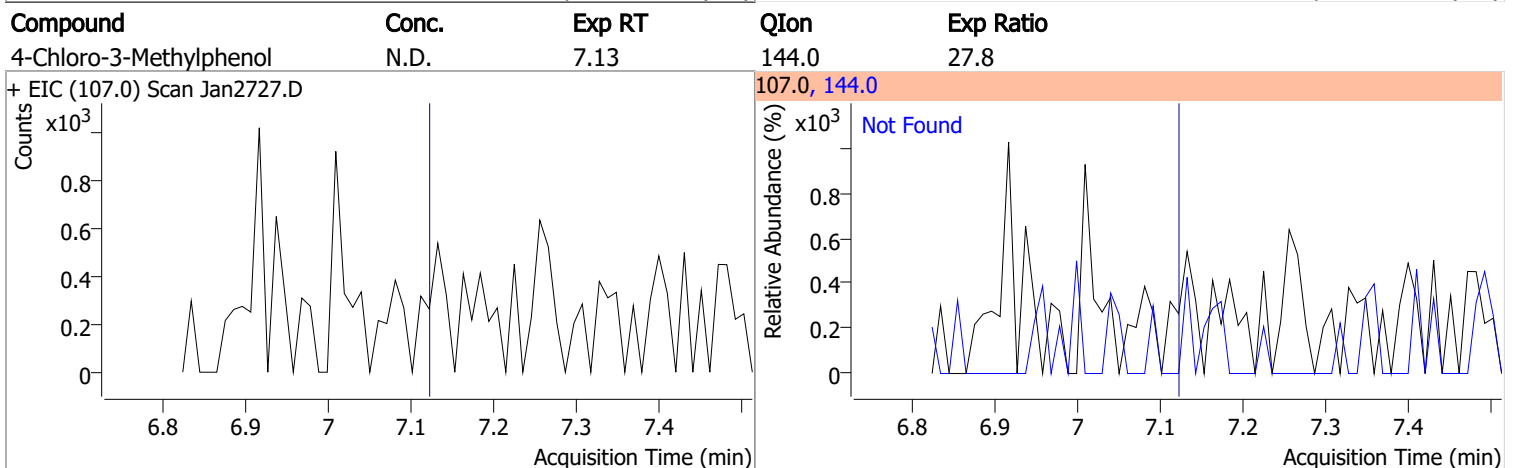 Compound Conc. Exp RT QIon Exp Ratio
4-Chloro-3-Methylphenol N.D. 7.13 144.0 27.8
+ EIC (107.0) Scan Jan2727.D
Counts
x10³
0.8
0.6
0.4
0.2
0
6.8 6.9 7 7.1 7.2 7.3 7.4
Acquisition Time (min)
107.0, 144.0
Relative Abundance (%)
x10³
Not Found
0.8
0.6
0.4
0.2
0
6.8 6.9 7 7.1 7.2 7.3 7.4
Acquisition Time (min)